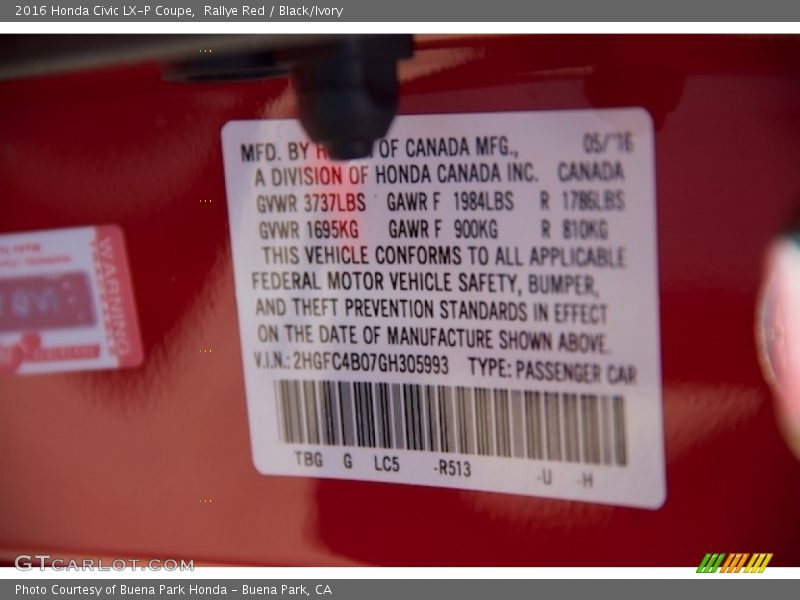 2016 Honda Civic LX-P Coupe,  Rallye Red / Black/Ivory
MFD. BY H OF CANADA MFG., 05/'16
A DIVISION OF HONDA CANADA INC. CANADA
GVWR 3737LBS GAWR F 1984LBS R 1786LBS
GVWR 1695KG GAWR F 900KG R 810KG
THIS VEHICLE CONFORMS TO ALL APPLICABLE
FEDERAL MOTOR VEHICLE SAFETY, BUMPER,
AND THEFT PREVENTION STANDARDS IN EFFECT
ON THE DATE OF MANUFACTURE SHOWN ABOVE.
V.I.N.: 2HGFC4B07GH305993 TYPE: PASSENGER CAR
TBG G LC5 -R513 -U -H
WARNING
GTCARLOT.COM
Photo Courtesy of Buena Park Honda - Buena Park, CA